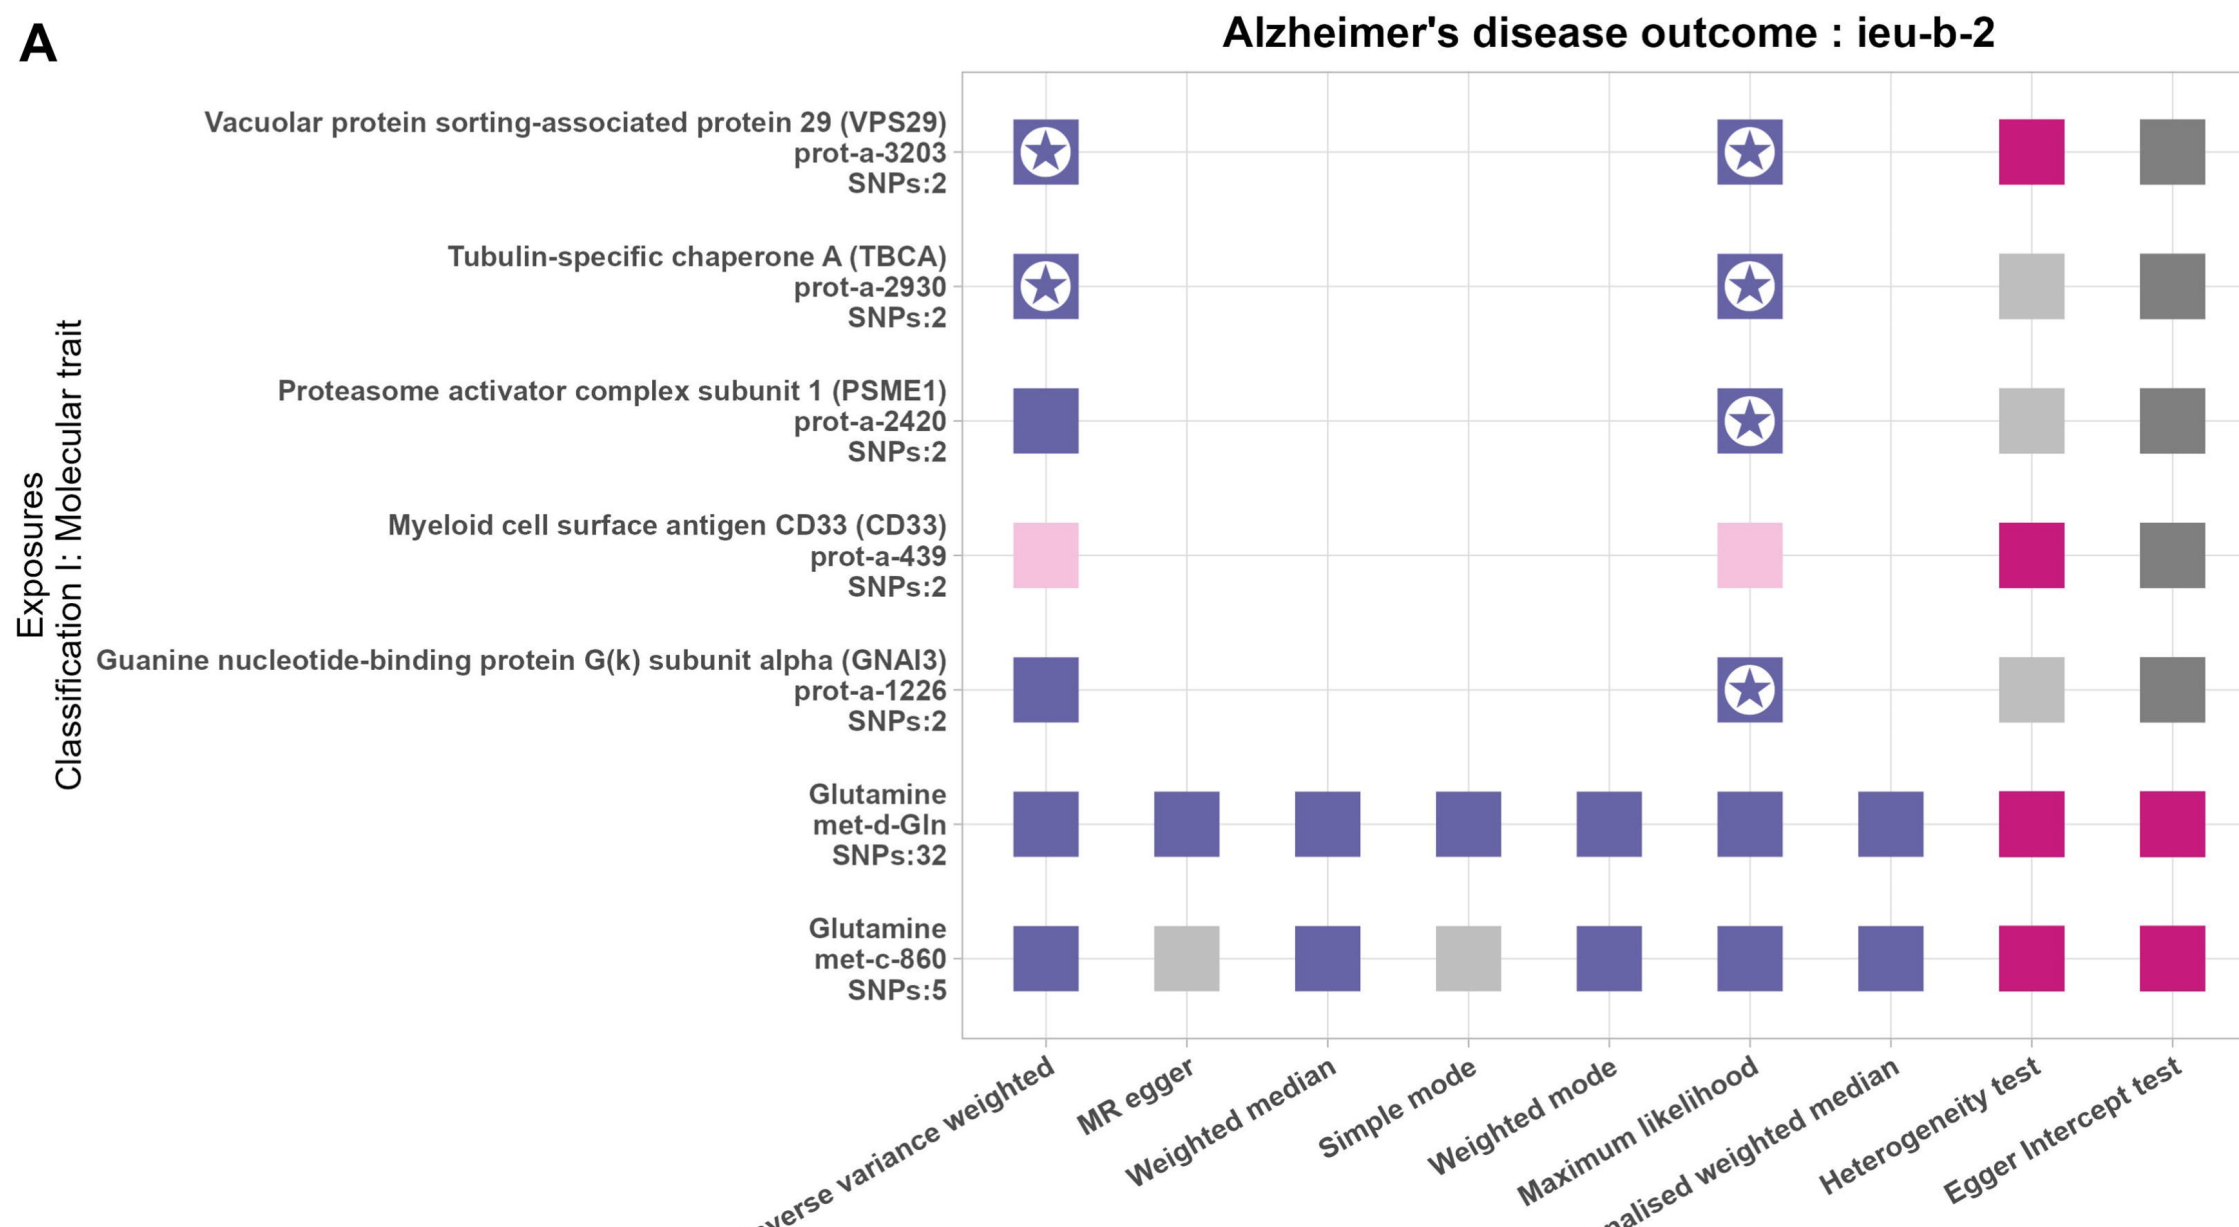 A
Alzheimer's disease outcome : ieu-b-2
Exposures
Classification I: Molecular trait
Vacuolar protein sorting-associated protein 29 (VPS29)
prot-a-3203
SNPs:2
Tubulin-specific chaperone A (TBCA)
prot-a-2930
SNPs:2
Proteasome activator complex subunit 1 (PSME1)
prot-a-2420
SNPs:2
Myeloid cell surface antigen CD33 (CD33)
prot-a-439
SNPs:2
Guanine nucleotide-binding protein G(k) subunit alpha (GNAI3)
prot-a-1226
SNPs:2
Glutamine
met-d-Gln
SNPs:32
Glutamine
met-c-860
SNPs:5
variance weighted
MR egger
Weighted median
Simple mode
Weighted mode
Maximum likelihood
weighted median
Heterogeneity test
Egger Intercept test